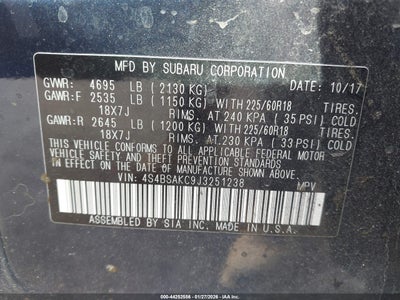 MFD BY SUBARU CORPORATION
DATE: 10/17
GVWR: 4695 LB (2130 KG)
GAWR:F 2535 LB (1150 KG) WITH 225/60R18 TIRES.
18X7J RIMS. AT 240 KPA (35 PSI) COLD
GAWR:R 2645 LB (1200 KG) WITH 225/60R18 TIRES.
18X7J RIMS. AT 230 KPA (33 PSI) COLD
THIS VEHICLE CONFORMS TO ALL APPLICABLE FEDERAL MOTOR
VEHICLE SAFETY AND THEFT PREVENTION STANDARDS IN EFFECT
ON THE DATE OF MANUFACTURE SHOWN ABOVE.
VIN: 4S4BSAKC9J3251238 MPV
ASSEMBLED BY SIA INC. MADE IN U.S.A.
IAA 000-44252586 01/27/2026